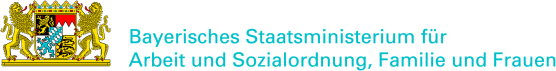 Bayerisches Staatsministerium für
Arbeit und Sozialordnung, Familie und Frauen